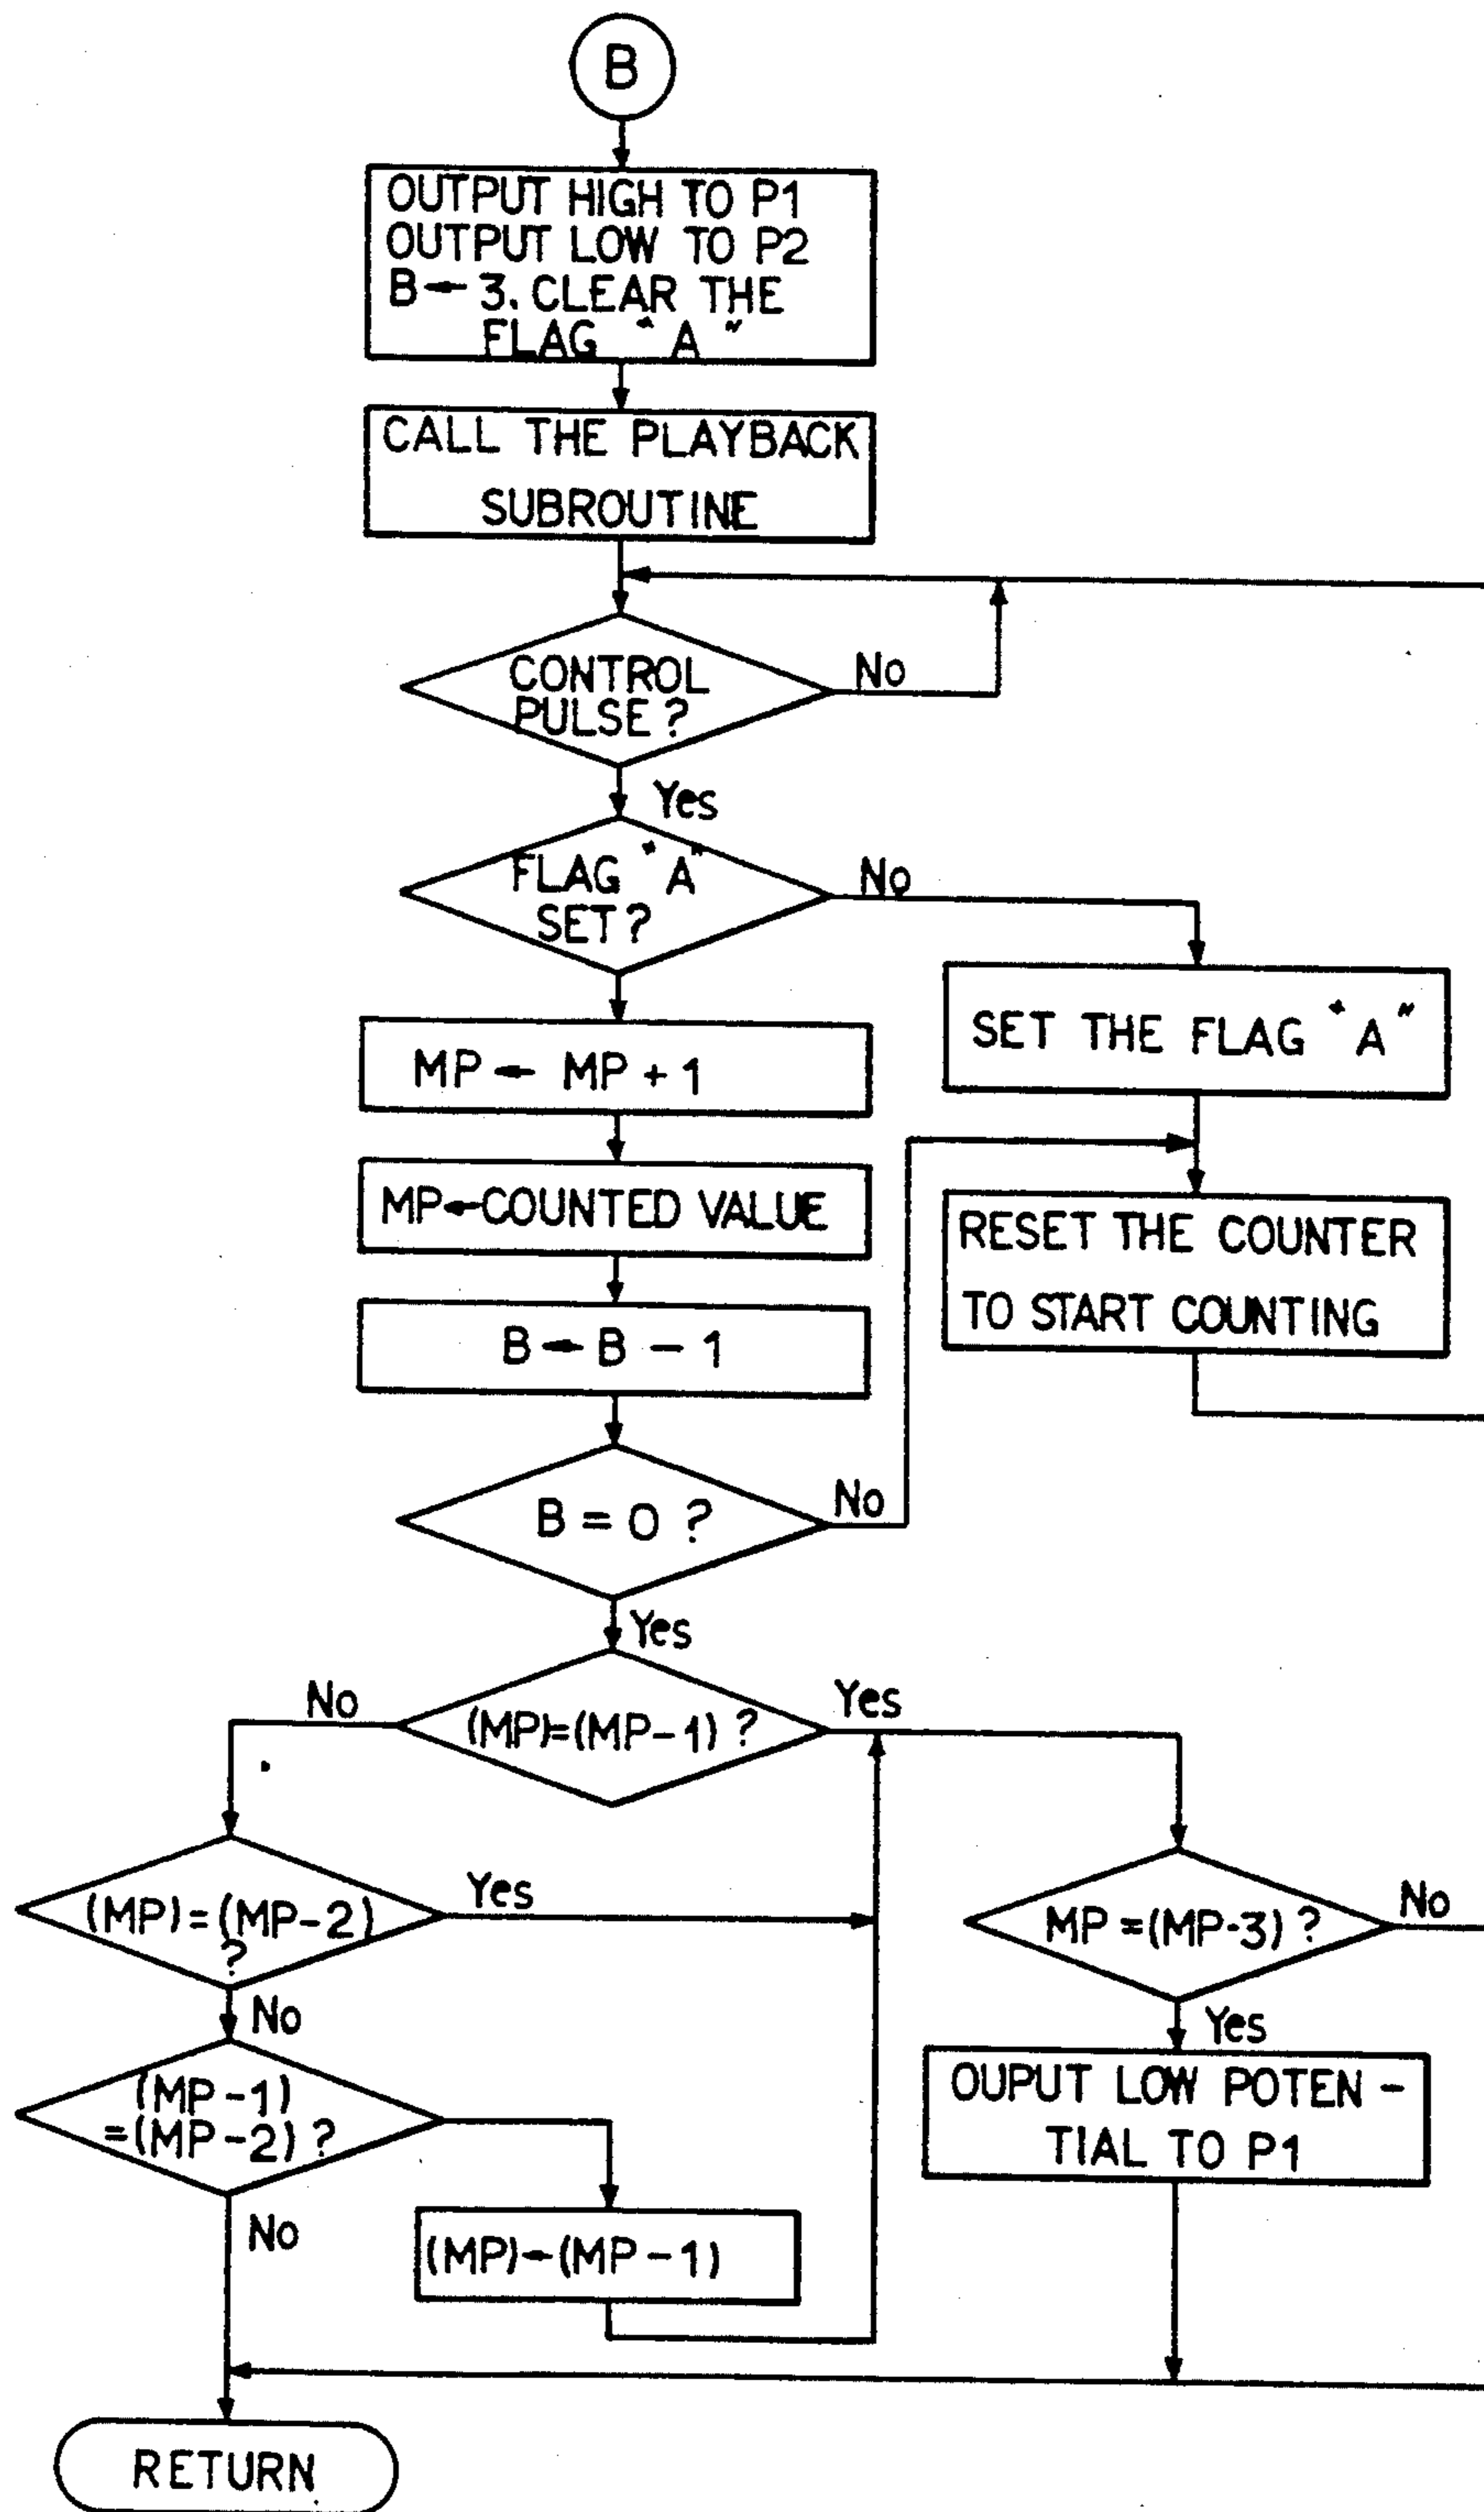 B
OUTPUT HIGH TO P1
OUTPUT LOW TO P2
B ← 3. CLEAR THE
FLAG "A"
CALL THE PLAYBACK
SUBROUTINE
CONTROL
PULSE ?
No
Yes
FLAG "A"
SET ?
No
SET THE FLAG "A"
MP ← MP + 1
MP ← COUNTED VALUE
RESET THE COUNTER
TO START COUNTING
B ← B - 1
B = 0 ?
No
Yes
(MP)=(MP-1) ?
No
Yes
(MP)=(MP-2)
?
Yes
No
MP =(MP-3) ?
No
Yes
(MP-1)
=(MP-2) ?
No
OUPUT LOW POTEN -
TIAL TO P1
(MP)←(MP-1)
RETURN